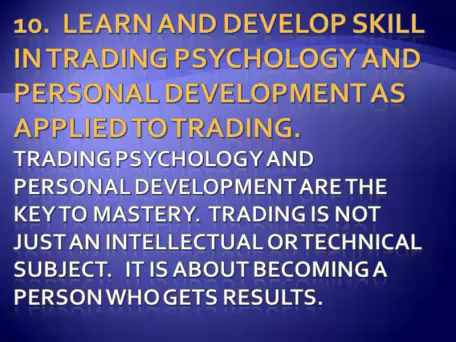 10. LEARN AND DEVELOP SKILL
IN TRADING PSYCHOLOGY AND
PERSONAL DEVELOPMENT AS
APPLIED TO TRADING.
TRADING PSYCHOLOGY AND
PERSONAL DEVELOPMENT ARE THE
KEY TO MASTERY. TRADING IS NOT
JUST AN INTELLECTUAL OR TECHNICAL
SUBJECT. IT IS ABOUT BECOMING A
PERSON WHO GETS RESULTS.